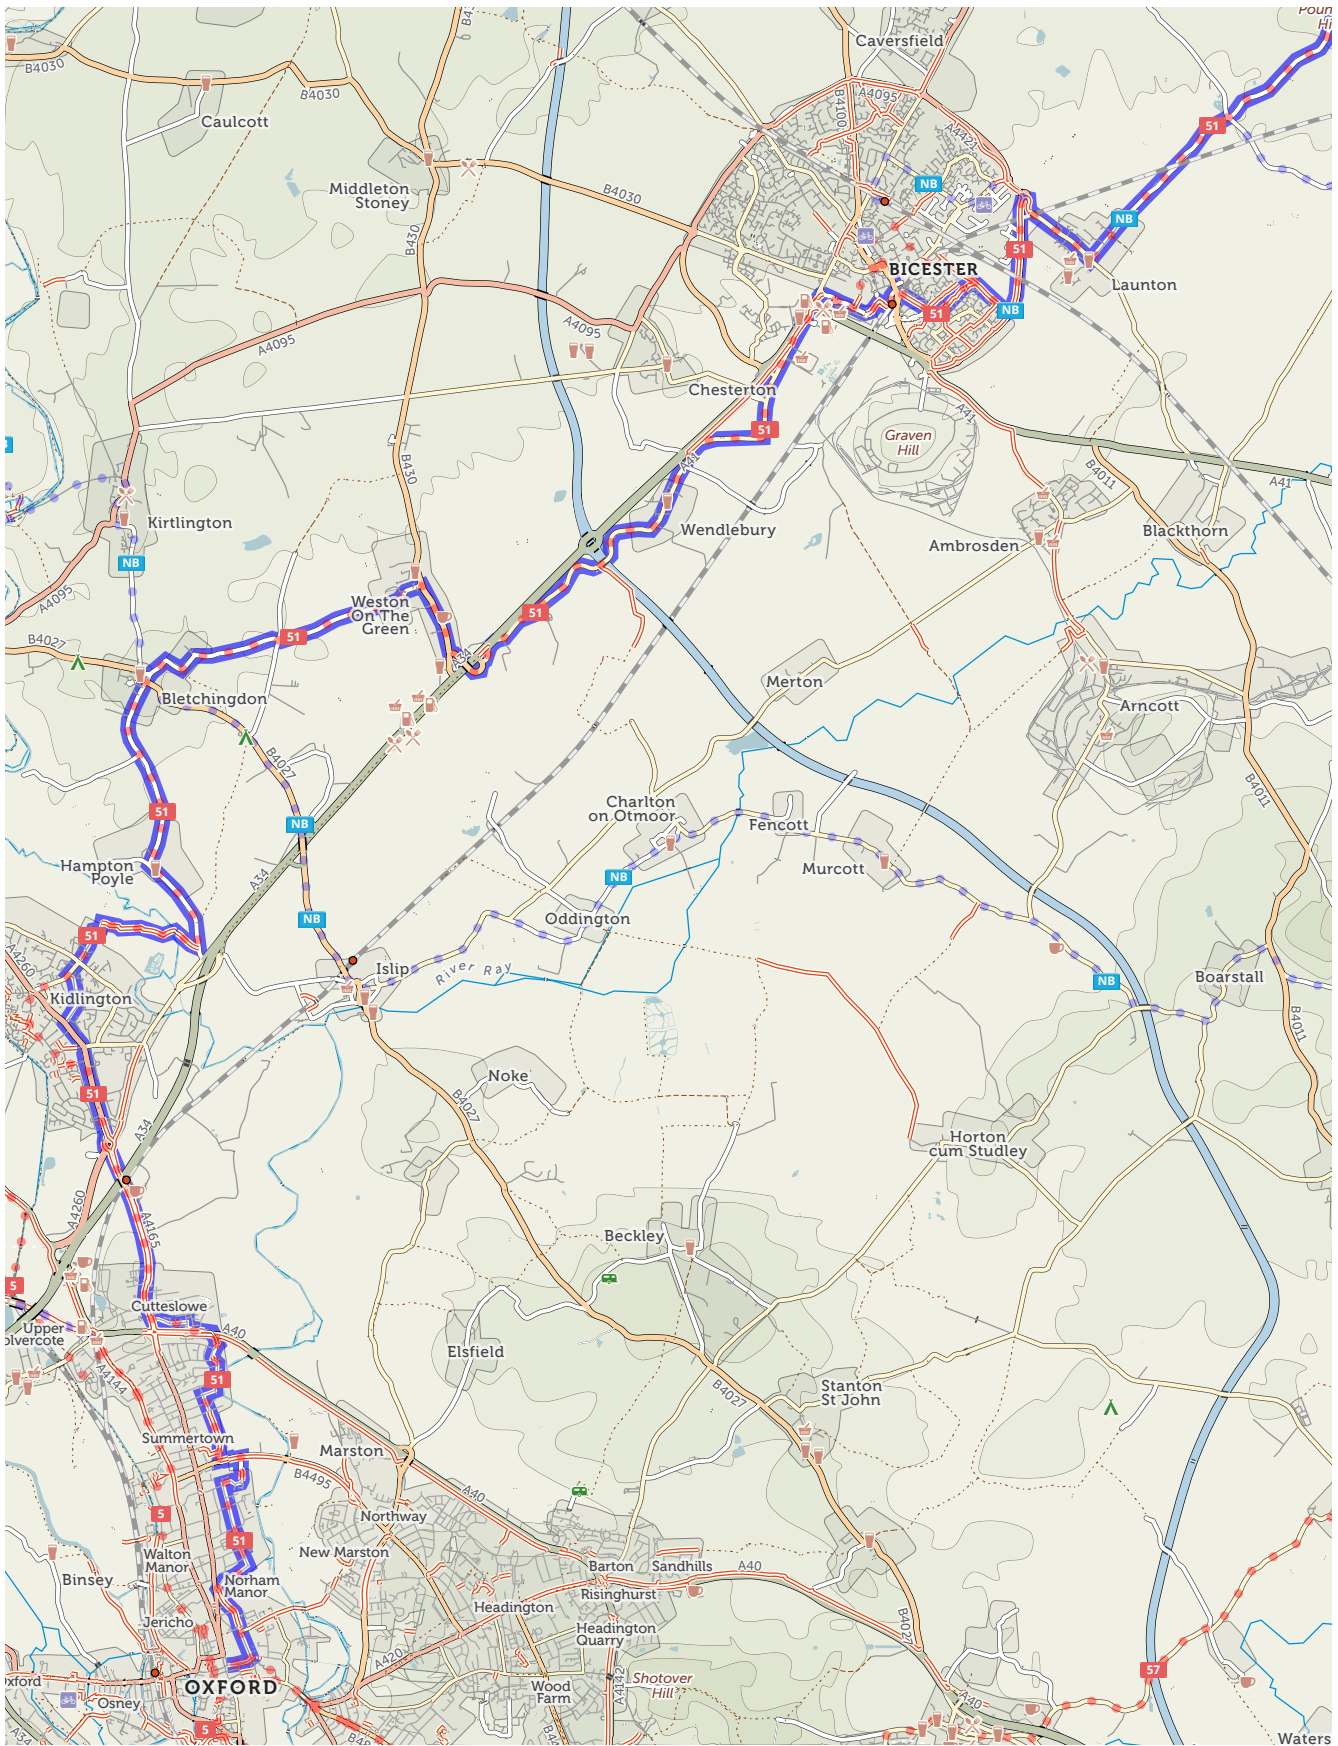 Caversfield
B4030
B4030
A4095
B4100
A4421
Caulcott
51
Middleton
Stoney
B4030
NB
NB
B430
51
BICESTER
Launton
51
NB
A4095
A4095
Chesterton
51
A41
Graven
Hill
A41
B430
B4011
A41
Kirtlington
Wendlebury
Ambrosden
Blackthorn
NB
A4095
Weston
On The
Green
51
51
B4027
A34
Bletchingdon
Merton
Arncott
B4027
B4011
51
NB
Charlton
on Otmoor
Fencott
Hampton
Poyle
A34
NB
Murcott
NB
Oddington
51
A4260
Islip
River Ray
NB
Boarstall
Kidlington
B4011
51
Noke
B4027
A34
Horton
cum Studley
A4260
A4165
Beckley
5
Cutteslowe
Upper
A40
Elsfield
A4144
51
B4027
Stanton
St John
Summertown
Marston
B4495
A40
5
Northway
51
New Marston
Walton
Manor
Barton
Sandhills
A40
Binsey
Norham
Manor
Risinghurst
Headington
Jericho
Headington
Quarry
B4027
A420
57
OXFORD
Shotover
Hill
A4142
Osney
Wood
Farm
A40
5
A34
Waters